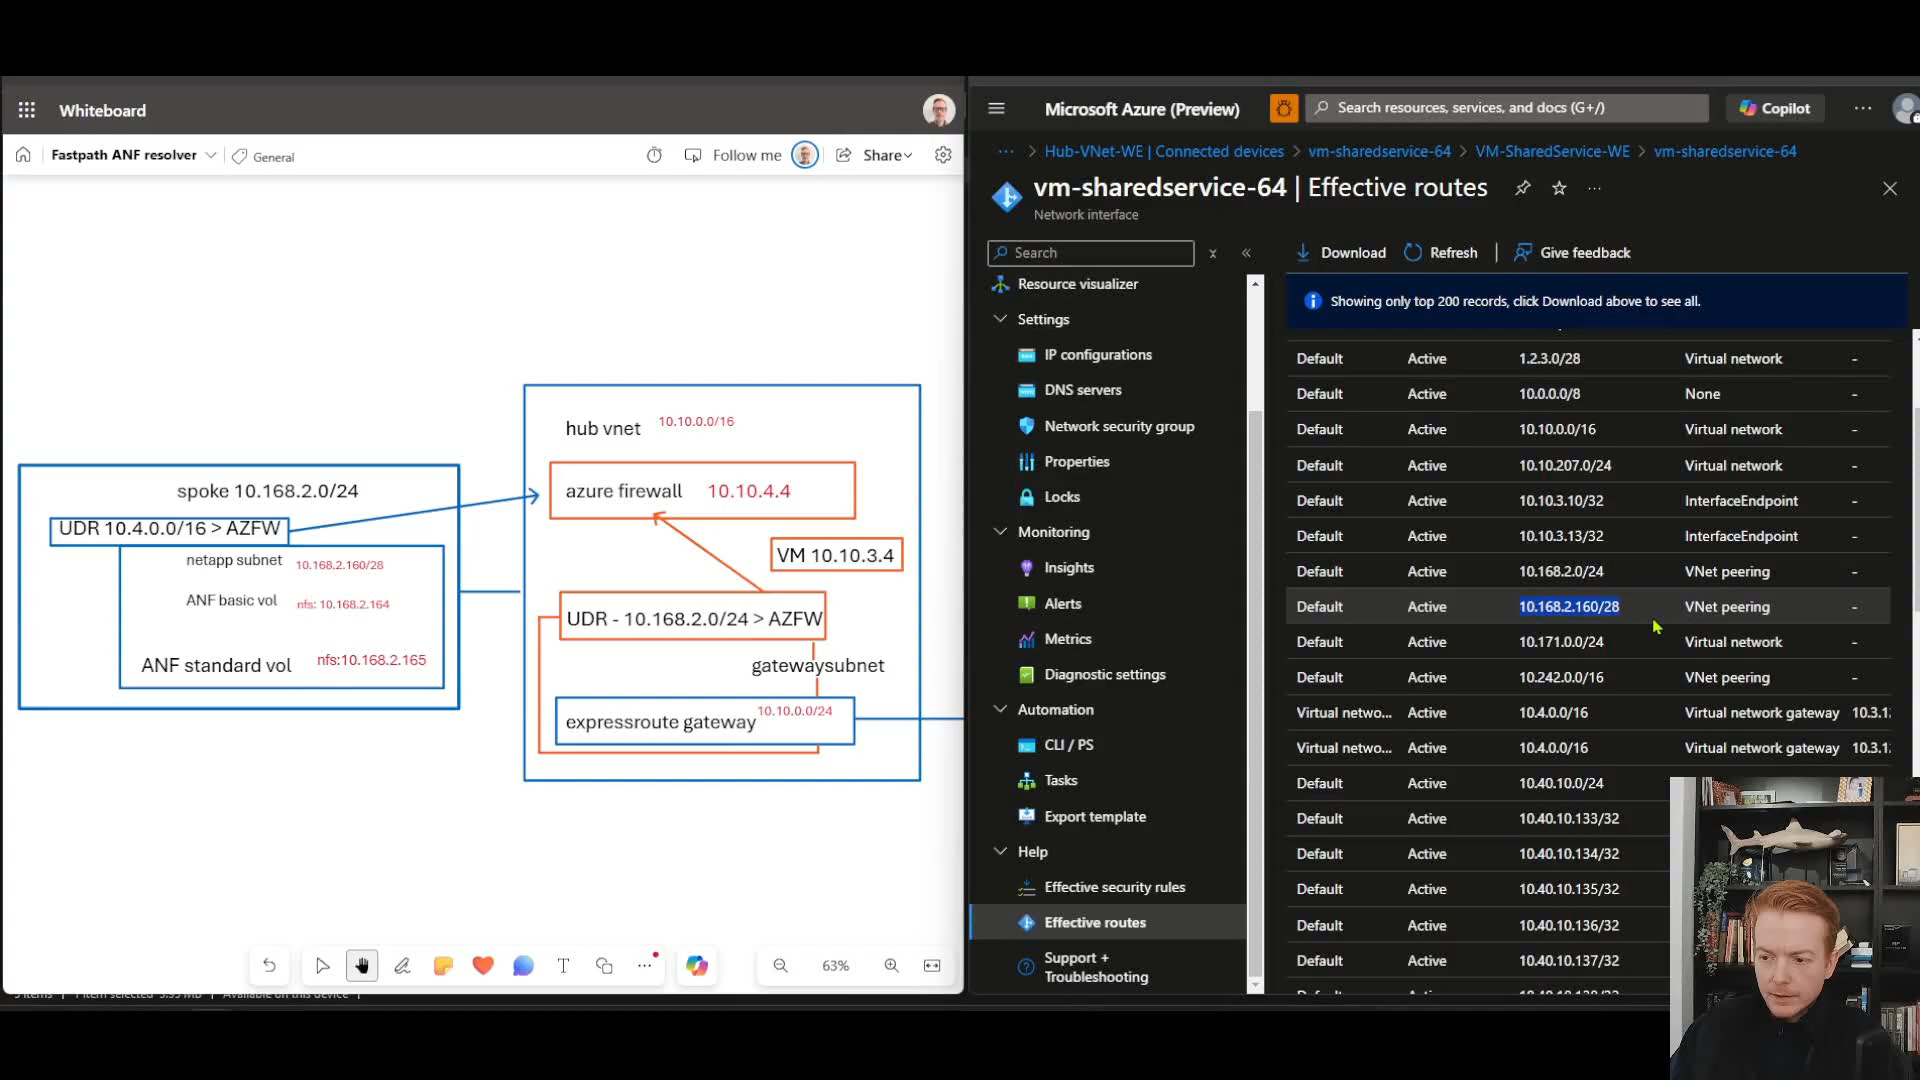 Whiteboard
Fastpath ANF resolver
General
Follow me
Share
hub vnet 10.10.0.0/16
azure firewall 10.10.4.4
spoke 10.168.2.0/24
UDR 10.4.0.0/16 > AZFW
netapp subnet 10.168.2.160/28
VM 10.10.3.4
ANF basic vol nfs: 10.168.2.164
UDR - 10.168.2.0/24 > AZFW
ANF standard vol nfs:10.168.2.165
gatewaysubnet
expressroute gateway 10.10.0.0/24
63%
Microsoft Azure (Preview)
Search resources, services, and docs (G+/)
Copilot
Hub-VNet-WE | Connected devices > vm-sharedservice-64 > VM-SharedService-WE > vm-sharedservice-64
vm-sharedservice-64 | Effective routes
Network interface
Search
Resource visualizer
Settings
IP configurations
DNS servers
Network security group
Properties
Locks
Monitoring
Insights
Alerts
Metrics
Diagnostic settings
Automation
CLI / PS
Tasks
Export template
Help
Effective security rules
Effective routes
Support +
Troubleshooting
Download Refresh | Give feedback
Showing only top 200 records, click Download above to see all.
Default Active 1.2.3.0/28 Virtual network -
Default Active 10.0.0.0/8 None -
Default Active 10.10.0.0/16 Virtual network -
Default Active 10.10.207.0/24 Virtual network -
Default Active 10.10.3.10/32 InterfaceEndpoint -
Default Active 10.10.3.13/32 InterfaceEndpoint -
Default Active 10.168.2.0/24 VNet peering -
Default Active 10.168.2.160/28 VNet peering -
Default Active 10.171.0.0/24 Virtual network -
Default Active 10.242.0.0/16 VNet peering -
Virtual netwo... Active 10.4.0.0/16 Virtual network gateway 10.3.1
Virtual netwo... Active 10.4.0.0/16 Virtual network gateway 10.3.1
Default Active 10.40.10.0/24
Default Active 10.40.10.133/32
Default Active 10.40.10.134/32
Default Active 10.40.10.135/32
Default Active 10.40.10.136/32
Default Active 10.40.10.137/32